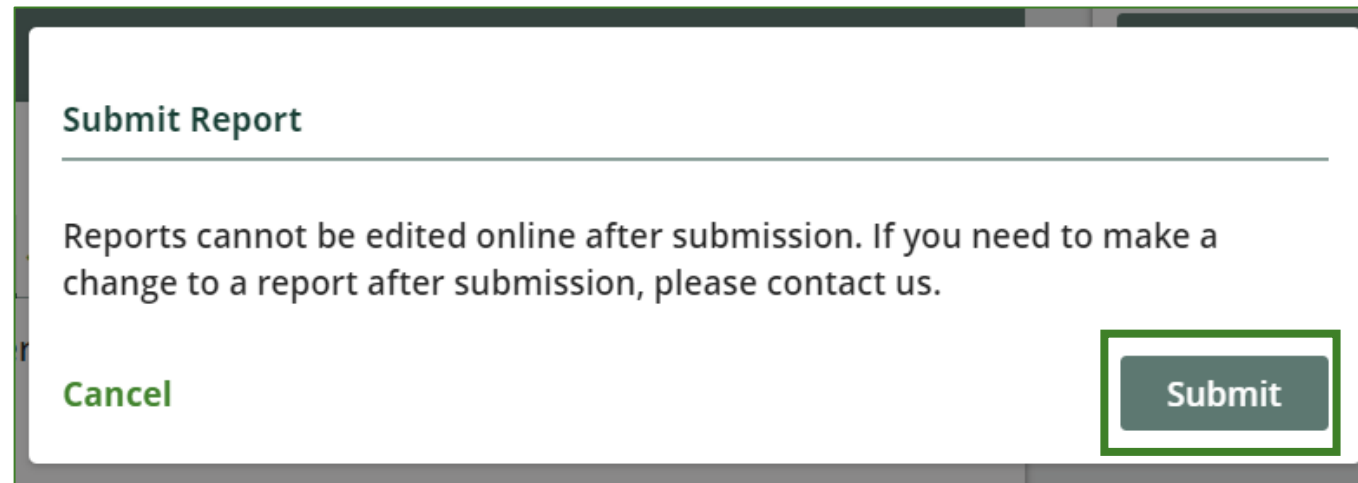 Submit Report
Reports cannot be edited online after submission. If you need to make a
change to a report after submission, please contact us.
Cancel
Submit